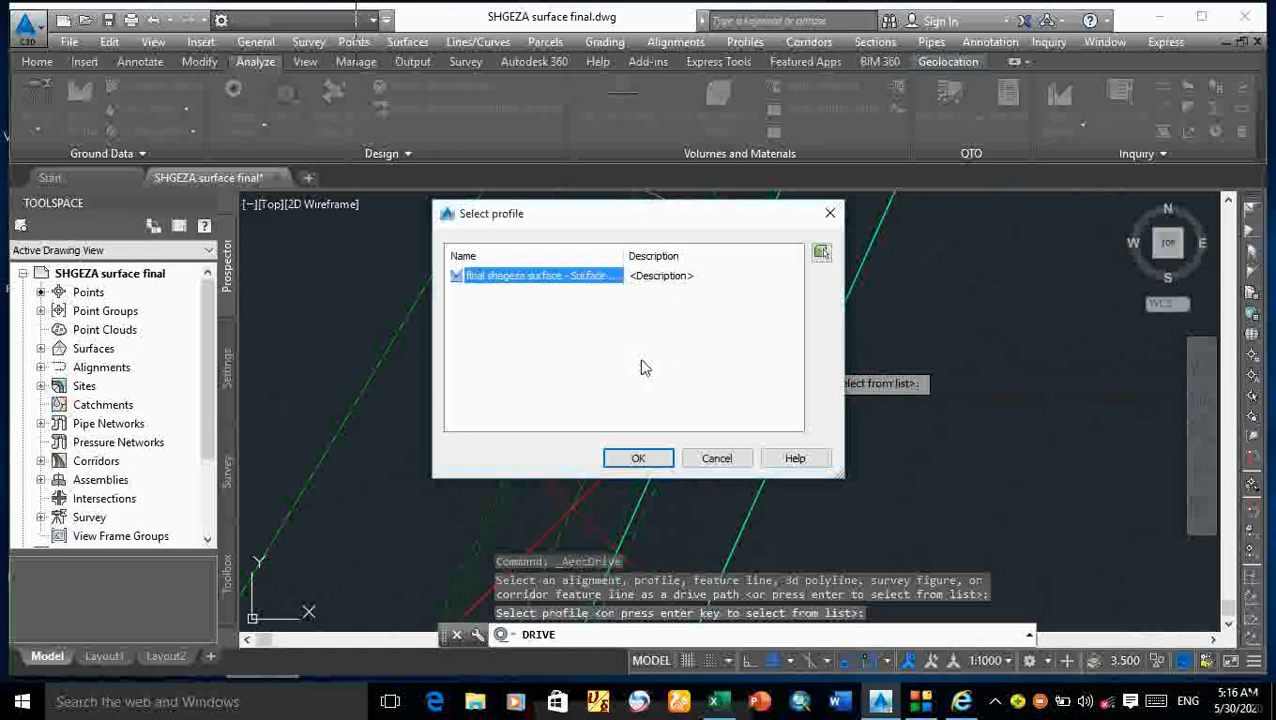 SHGEZA surface final.dwg
Type a keyword or phrase
Sign In
C3D
File Edit View Insert General Survey Points Surfaces Lines/Curves Parcels Grading Alignments Profiles Corridors Sections Pipes Annotation Inquiry Window Express
Home Insert Annotate Modify Analyze View Manage Output Survey Autodesk 360 Help Add-ins Express Tools Featured Apps BIM 360 Geolocation
Ground Data Design Volumes and Materials QTO Inquiry
Start SHGEZA surface final*
TOOLSPACE
Active Drawing View
SHGEZA surface final
Points
Point Groups
Point Clouds
Surfaces
Alignments
Sites
Catchments
Pipe Networks
Pressure Networks
Corridors
Assemblies
Intersections
Survey
View Frame Groups
Prospector
Settings
Survey
Toolbox
[−][Top][2D Wireframe]
N
W TOP E
S
WCS
Select profile
Name Description
final shegeza surface - Surface ... <Description>
OK Cancel Help
elect from list>:
Y
X
Command: _AeccDrive
Select an alignment, profile, feature line, 3d polyline, survey figure, or
corridor feature line as a drive path <or press enter to select from list>:
Select profile <or press enter key to select from list>:
DRIVE
Model Layout1 Layout2 +
MODEL 1:1000 3.500
Search the web and Windows
ENG
5:16 AM
5/30/2020